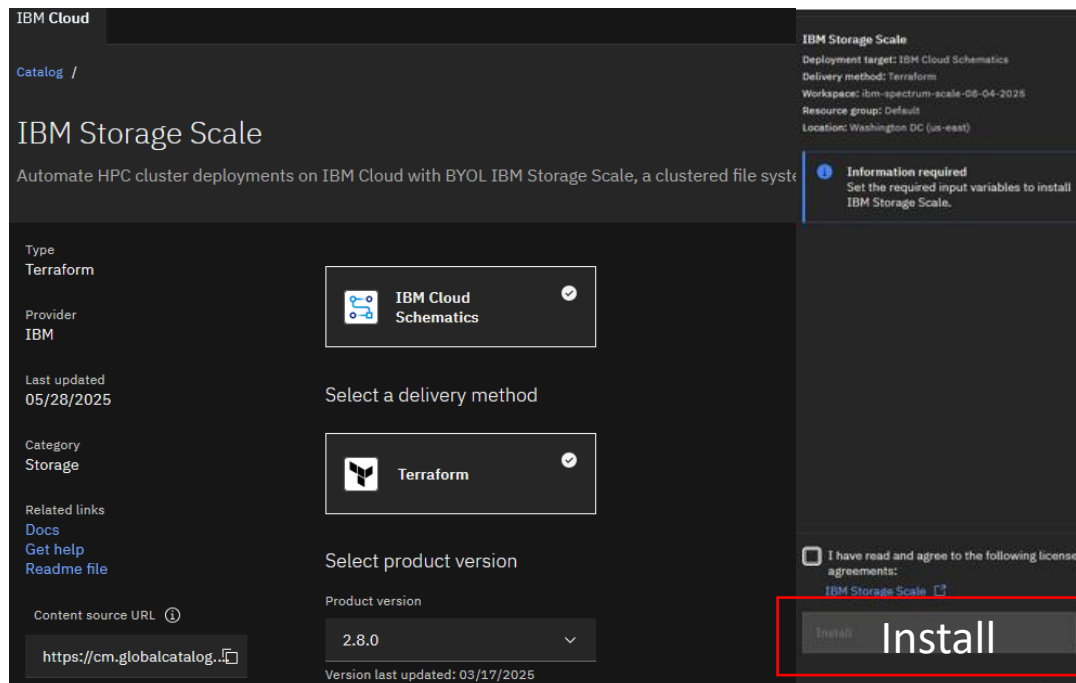 IBM Cloud
Catalog /
IBM Storage Scale
Automate HPC cluster deployments on IBM Cloud with BYOL IBM Storage Scale, a clustered file syste
Type
Terraform
Provider
IBM
Last updated
05/28/2025
Category
Storage
Related links
Docs
Get help
Readme file
Content source URL
https://cm.globalcatalog...
IBM Cloud
Schematics
Select a delivery method
Terraform
Select product version
Product version
2.8.0
Version last updated: 03/17/2025
IBM Storage Scale
Deployment target: IBM Cloud Schematics
Delivery method: Terraform
Workspace: ibm-spectrum-scale-06-04-2025
Resource group: Default
Location: Washington DC (us-east)
Information required
Set the required input variables to install
IBM Storage Scale.
I have read and agree to the following license
agreements:
IBM Storage Scale
Install
Install